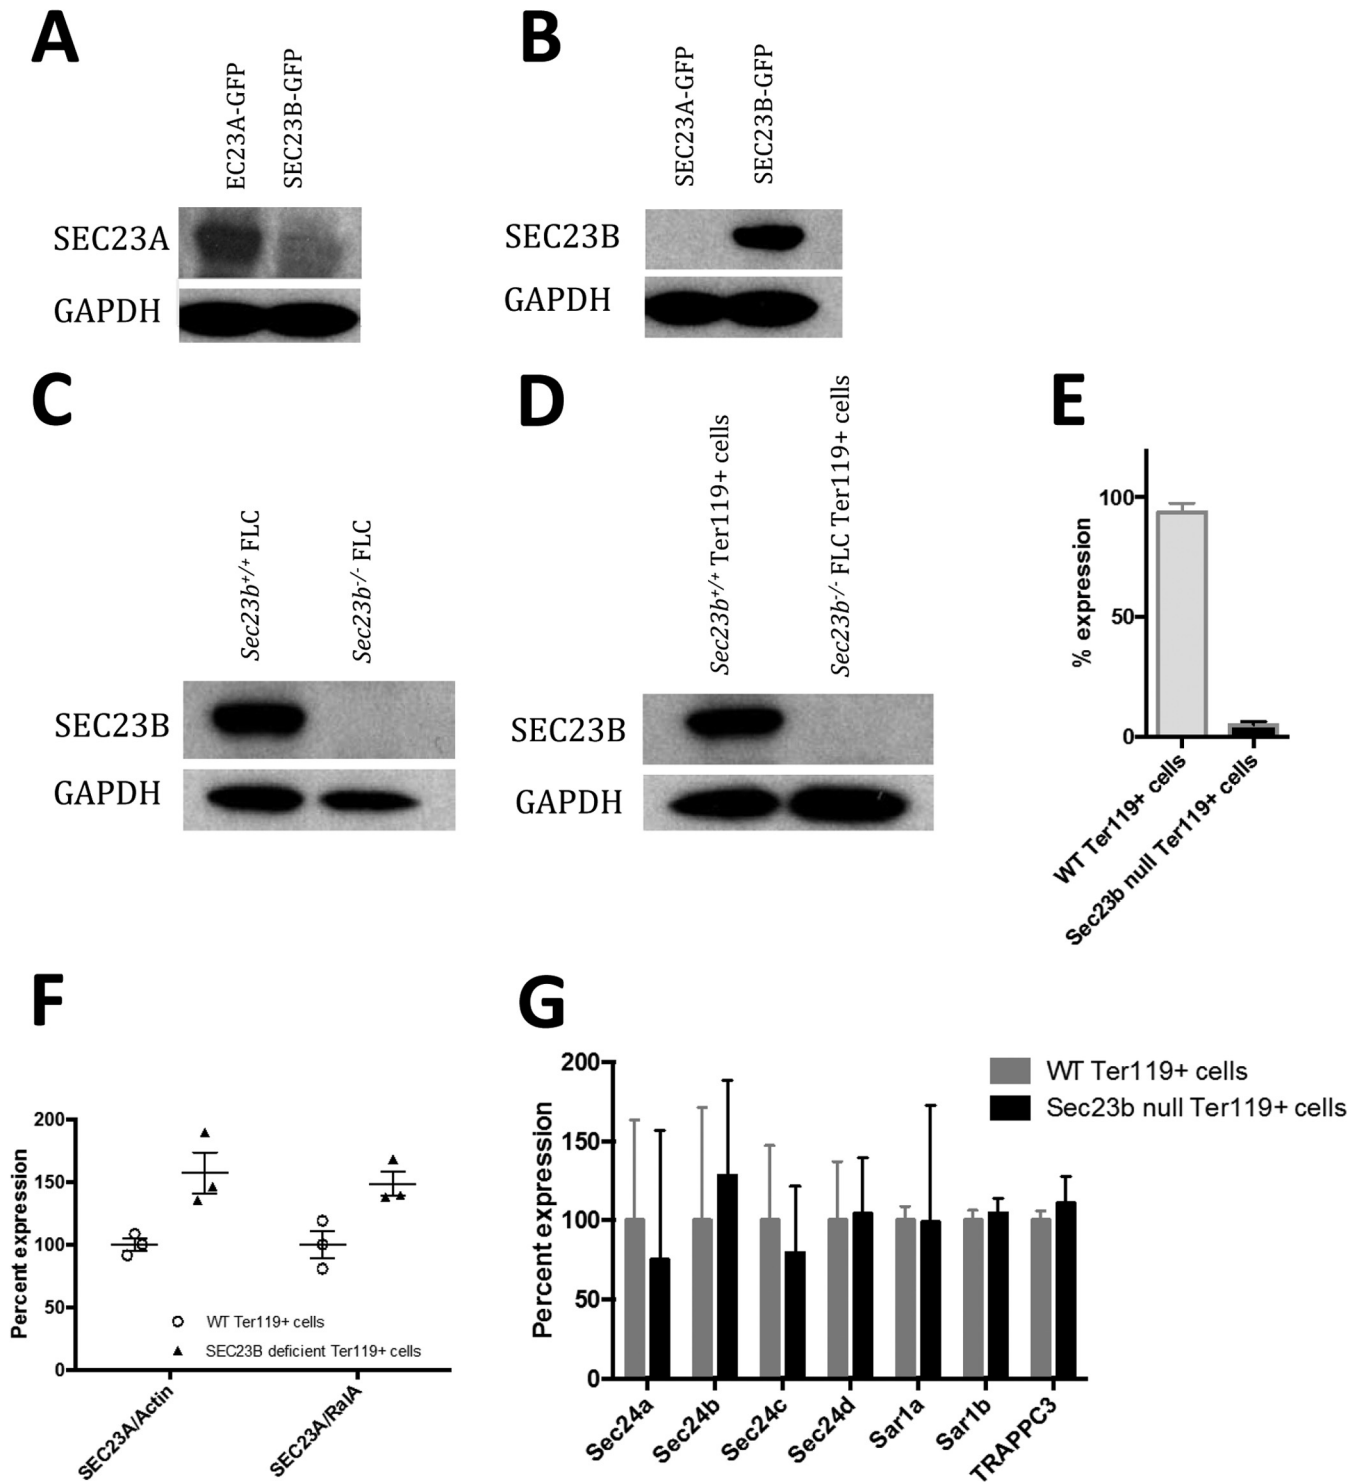 A
EC23A-GFP
SEC23B-GFP
SEC23A
GAPDH
B
SEC23A-GFP
SEC23B-GFP
SEC23B
GAPDH
C
Sec23b+/+ FLC
Sec23b-/- FLC
SEC23B
GAPDH
D
Sec23b+/+ Ter119+ cells
Sec23b-/- FLC Ter119+ cells
SEC23B
GAPDH
E
% expression
100
50
0
WT Ter119+ cells
Sec23b null Ter119+ cells
F
Percent expression
200
150
100
50
0
WT Ter119+ cells
SEC23B deficient Ter119+ cells
SEC23A/Actin
SEC23A/RalA
G
Percent expression
200
150
100
50
0
WT Ter119+ cells
Sec23b null Ter119+ cells
Sec24a
Sec24b
Sec24c
Sec24d
Sar1a
Sar1b
TRAPPC3